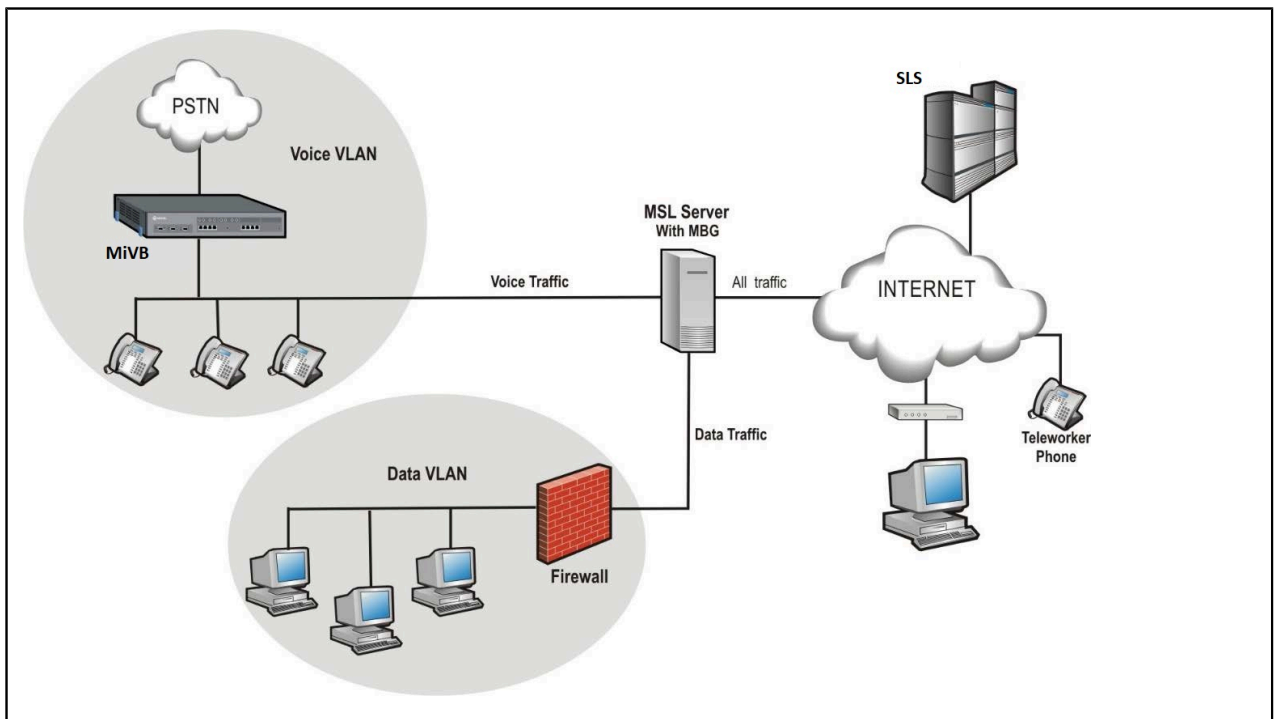 PSTN
Voice VLAN
MiVB
SLS
MSL Server
With MBG
Voice Traffic
All traffic
INTERNET
Teleworker
Phone
Data Traffic
Data VLAN
Firewall